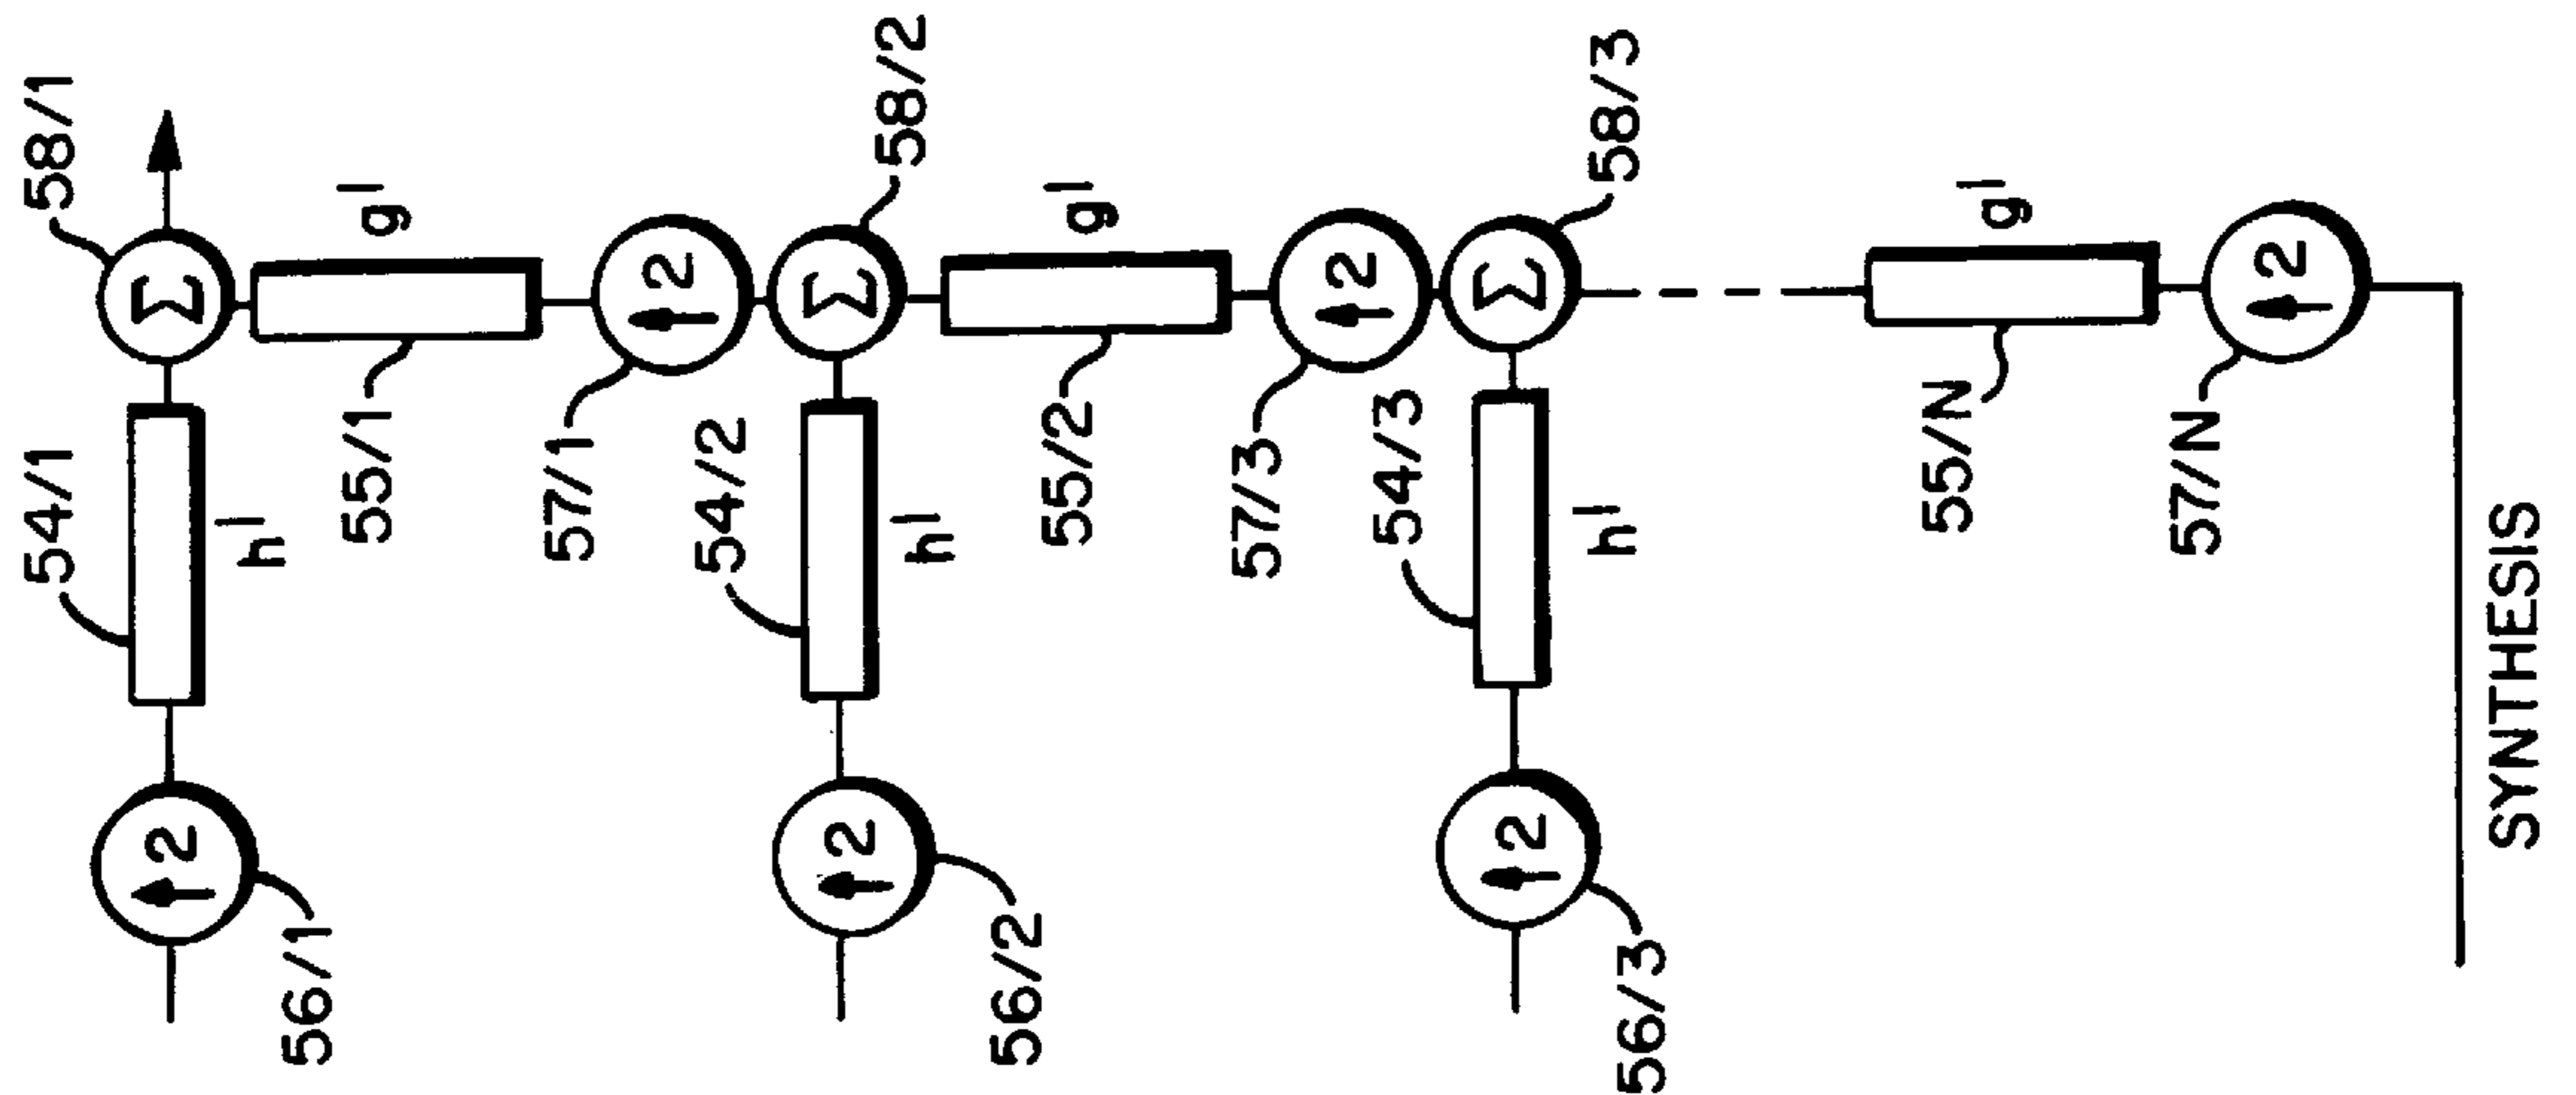 58/1
54/1
Σ
h'
g'
55/1
↑2
56/1
↑2
57/1
58/2
54/2
Σ
h'
g'
55/2
↑2
56/2
↑2
57/3
58/3
54/3
Σ
h'
↑2
56/3
g'
55/N
↑2
57/N
SYNTHESIS